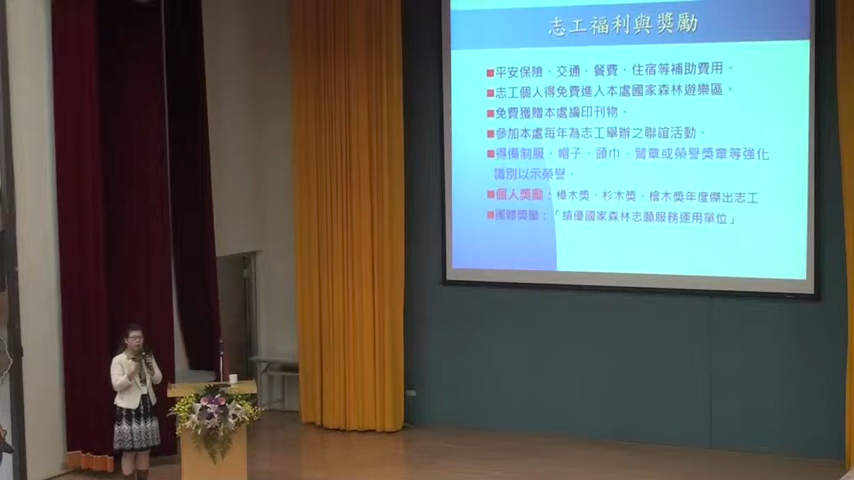 志工福利與獎勵
■平安保險、交通、餐費、住宿等補助費用。
■志工個人得免費進入本處國家森林遊樂區。
■免費獲贈本處編印刊物。
■參加本處每年為志工舉辦之聯誼活動。
■得備制服、帽子、頭巾、臂章或榮譽獎章等強化
識別以示榮譽。
■個人獎勵：樟木獎、杉木獎、檜木獎年度傑出志工
■團體獎勵：「績優國家森林志願服務運用單位」